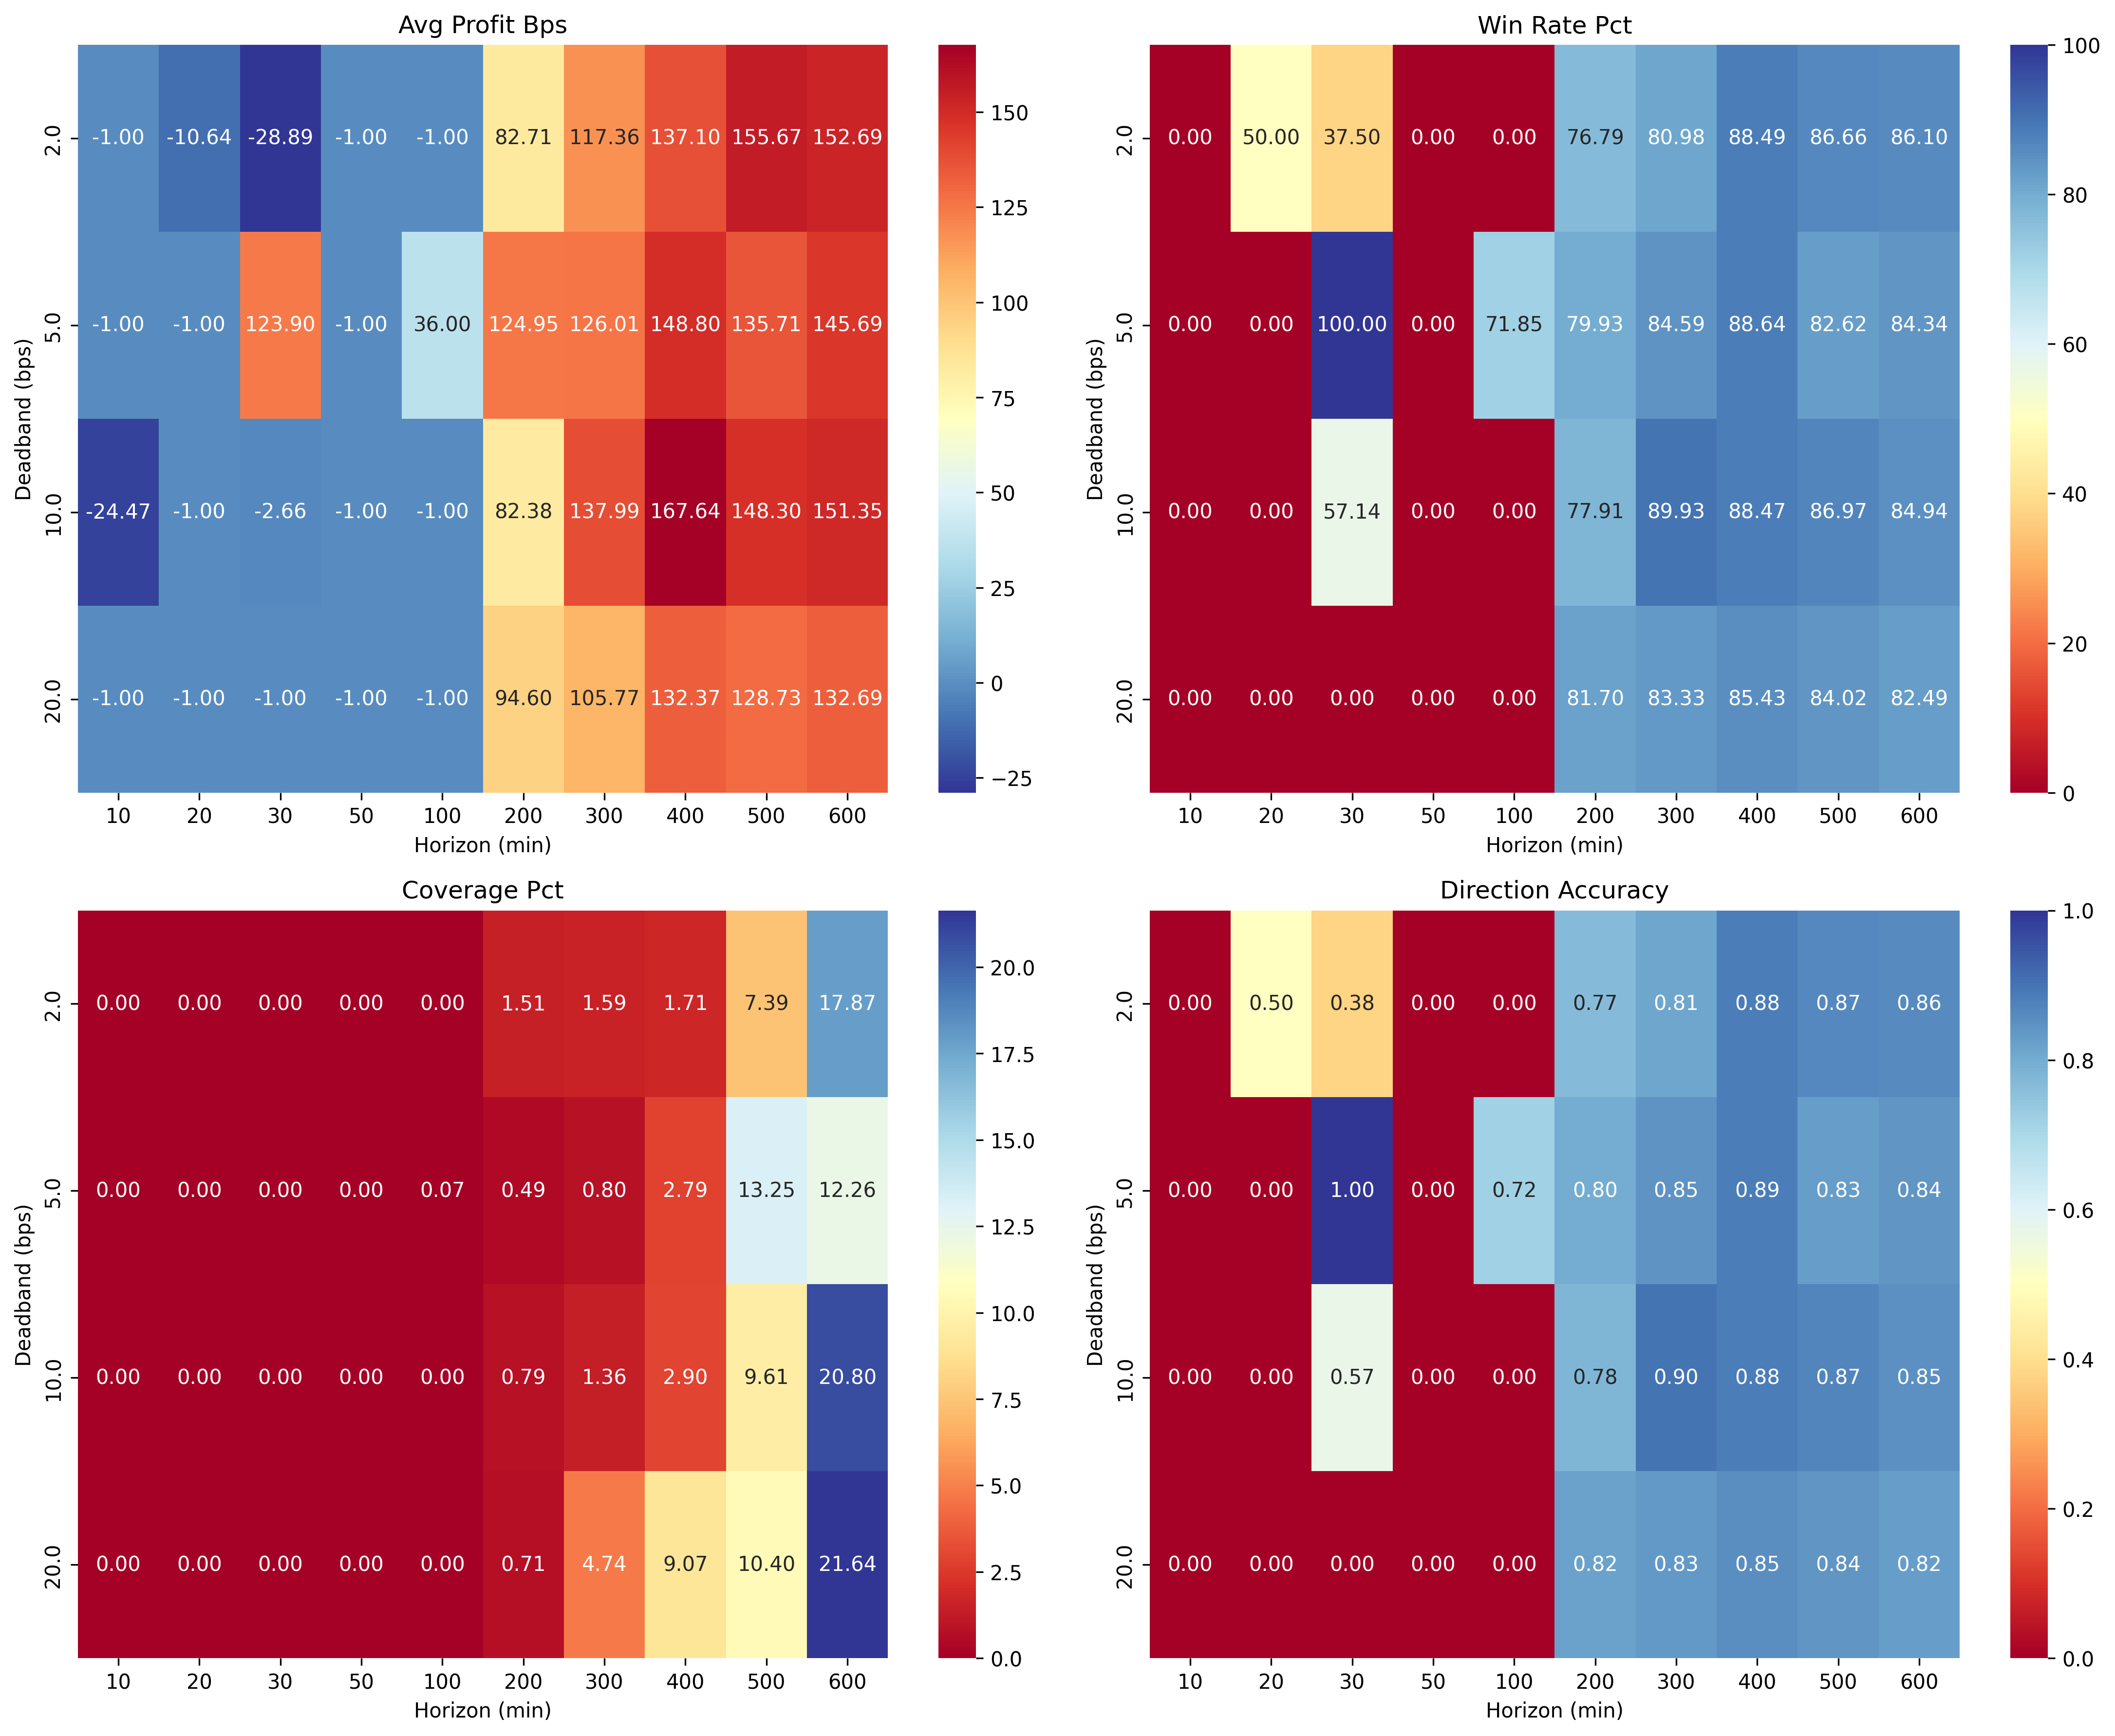 Avg Profit Bps
2.0 -1.00 -10.64 -28.89 -1.00 -1.00 82.71 117.36 137.10 155.67 152.69
5.0 -1.00 -1.00 123.90 -1.00 36.00 124.95 126.01 148.80 135.71 145.69
10.0 -24.47 -1.00 -2.66 -1.00 -1.00 82.38 137.99 167.64 148.30 151.35
20.0 -1.00 -1.00 -1.00 -1.00 -1.00 94.60 105.77 132.37 128.73 132.69
10 20 30 50 100 200 300 400 500 600
Horizon (min)
Deadband (bps)
150
125
100
75
50
25
0
−25
Win Rate Pct
2.0 0.00 50.00 37.50 0.00 0.00 76.79 80.98 88.49 86.66 86.10
5.0 0.00 0.00 100.00 0.00 71.85 79.93 84.59 88.64 82.62 84.34
10.0 0.00 0.00 57.14 0.00 0.00 77.91 89.93 88.47 86.97 84.94
20.0 0.00 0.00 0.00 0.00 0.00 81.70 83.33 85.43 84.02 82.49
10 20 30 50 100 200 300 400 500 600
Horizon (min)
Deadband (bps)
100
80
60
40
20
0
Coverage Pct
2.0 0.00 0.00 0.00 0.00 0.00 1.51 1.59 1.71 7.39 17.87
5.0 0.00 0.00 0.00 0.00 0.07 0.49 0.80 2.79 13.25 12.26
10.0 0.00 0.00 0.00 0.00 0.00 0.79 1.36 2.90 9.61 20.80
20.0 0.00 0.00 0.00 0.00 0.00 0.71 4.74 9.07 10.40 21.64
10 20 30 50 100 200 300 400 500 600
Horizon (min)
Deadband (bps)
20.0
17.5
15.0
12.5
10.0
7.5
5.0
2.5
0.0
Direction Accuracy
2.0 0.00 0.50 0.38 0.00 0.00 0.77 0.81 0.88 0.87 0.86
5.0 0.00 0.00 1.00 0.00 0.72 0.80 0.85 0.89 0.83 0.84
10.0 0.00 0.00 0.57 0.00 0.00 0.78 0.90 0.88 0.87 0.85
20.0 0.00 0.00 0.00 0.00 0.00 0.82 0.83 0.85 0.84 0.82
10 20 30 50 100 200 300 400 500 600
Horizon (min)
Deadband (bps)
1.0
0.8
0.6
0.4
0.2
0.0